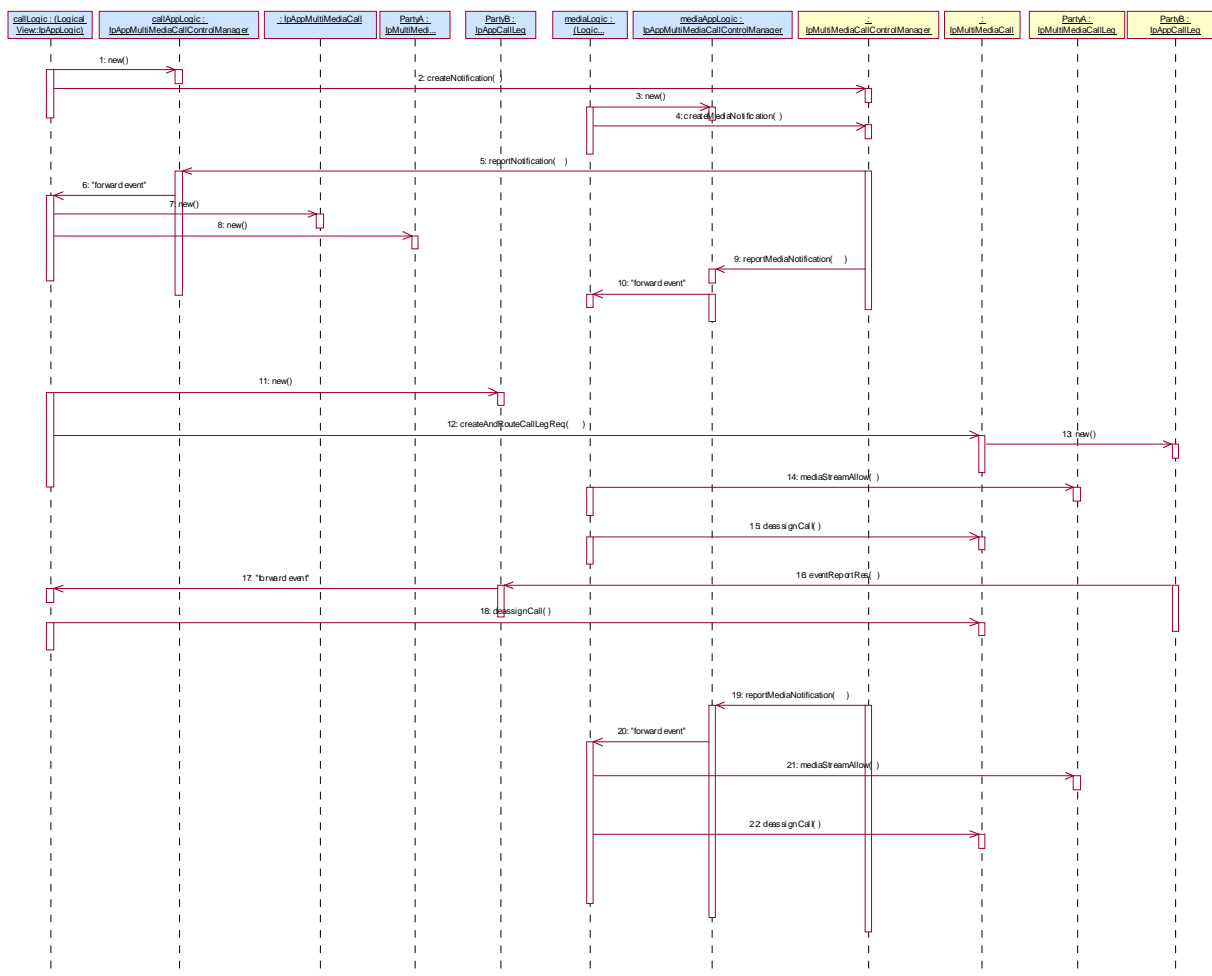 callLogic : (Logical
View::IpAppLogic)
callAppLogic :
IpAppMultiMediaCallControlManager
: IpAppMultiMediaCall
PartyA :
IpMultiMedi...
PartyB :
IpAppCallLeg
mediaLogic :
(Logic...
mediaAppLogic :
IpAppMultiMediaCallControlManager
:
IpMultiMediaCallControlManager
:
IpMultiMediaCall
PartyA :
IpMultiMediaCallLeg
PartyB :
IpAppCallLeg
1: new()
2: createNotification( )
3: new()
4: createMediaNotification( )
5: reportNotification( )
6: "forward event"
7: new()
8: new()
9: reportMediaNotification( )
10: "forward event"
11: new()
12: createAndRouteCallLegReq( )
13: new()
14: mediaStreamAllow( )
15: deassignCall( )
16: eventReportRes( )
17: "forward event"
18: deassignCall( )
19: reportMediaNotification( )
20: "forward event"
21: mediaStreamAllow( )
22: deassignCall( )